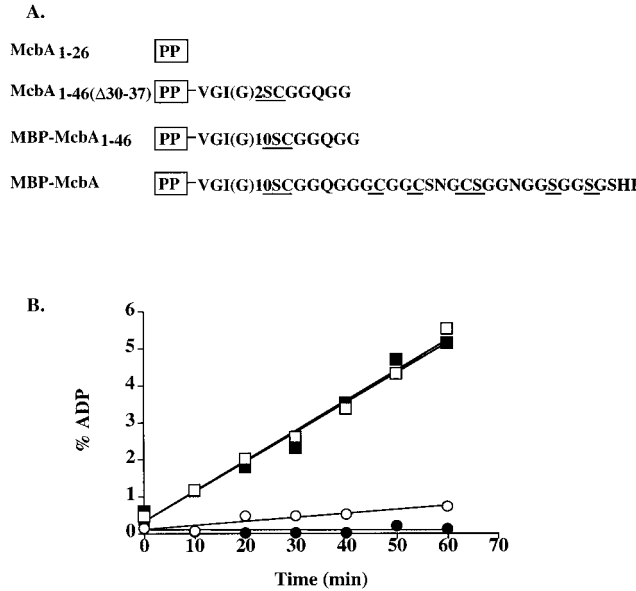 A.
McbA 1-26 PP
McbA 1-46(Δ30-37) PP VGI(G)2SCGGQGG
MBP-McbA 1-46 PP VGI(G)10SCGGQGG
MBP-McbA PP VGI(G)10SCGGQGGGCGGCSNGCSGGNGGSGGSGSHI
B.
6
5
4
3
2
1
0
% ADP
0 10 20 30 40 50 60 70
Time (min)